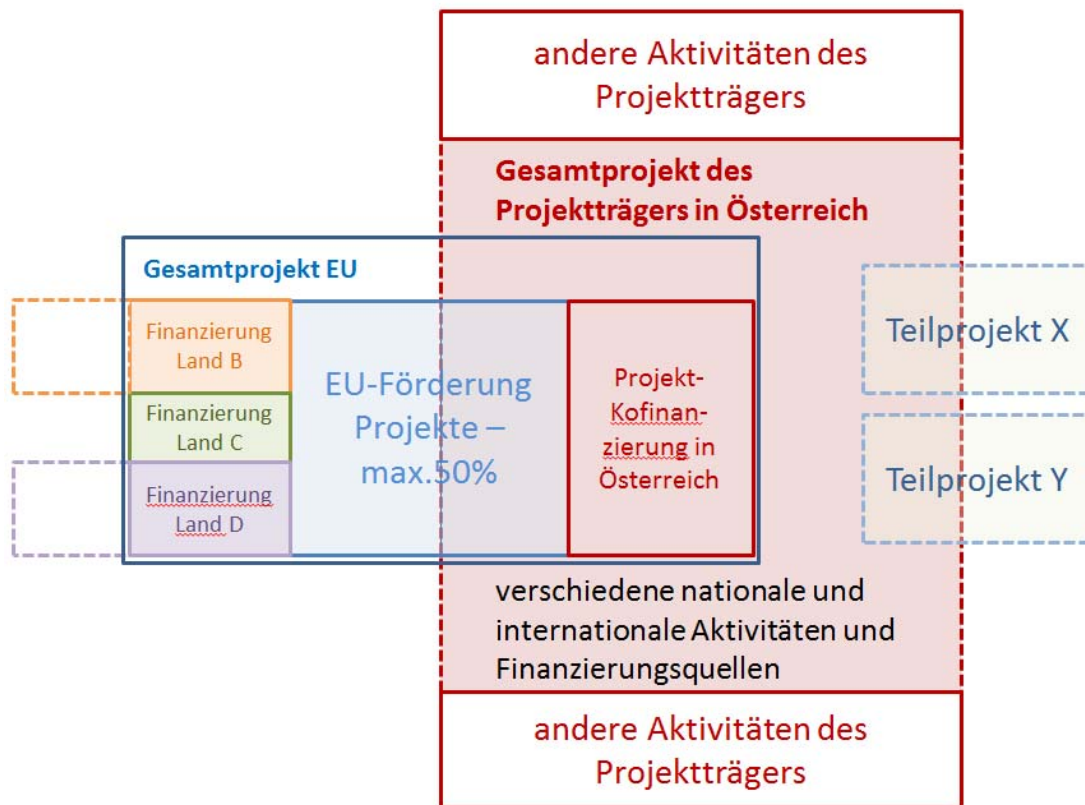 andere Aktivitäten des
Projektträgers
Gesamtprojekt des
Projektträgers in Österreich
Gesamtprojekt EU
Finanzierung
Land B
Finanzierung
Land C
Finanzierung
Land D
EU-Förderung
Projekte –
max.50%
Projekt-
Kofinan-
zierung in
Österreich
Teilprojekt X
Teilprojekt Y
verschiedene nationale und
internationale Aktivitäten und
Finanzierungsquellen
andere Aktivitäten des
Projektträgers